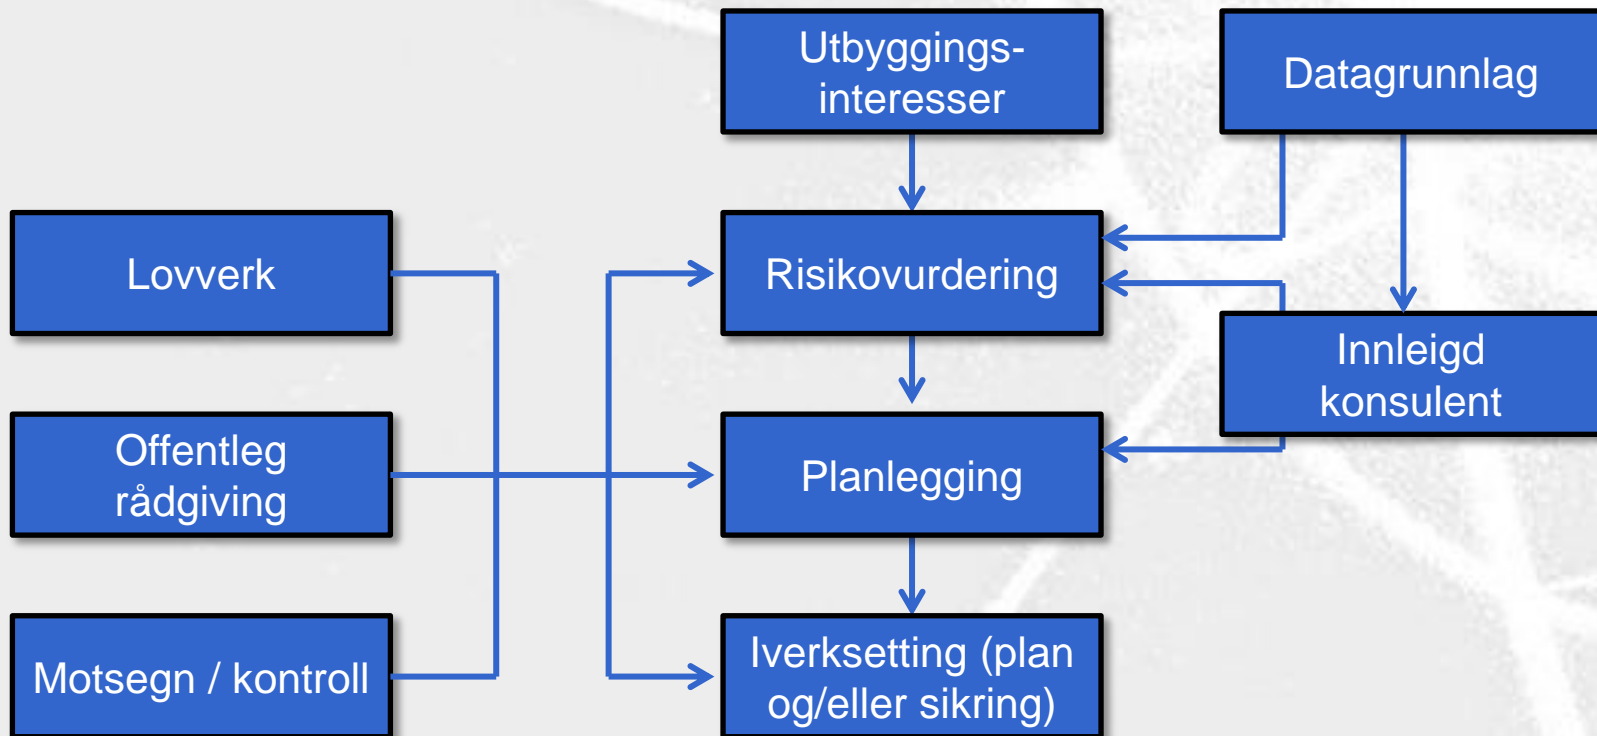 Utbyggings-
interesser
Datagrunnlag
Lovverk
Risikovurdering
Innleigd
konsulent
Offentleg
rådgiving
Planlegging
Motsegn / kontroll
Iverksetting (plan
og/eller sikring)